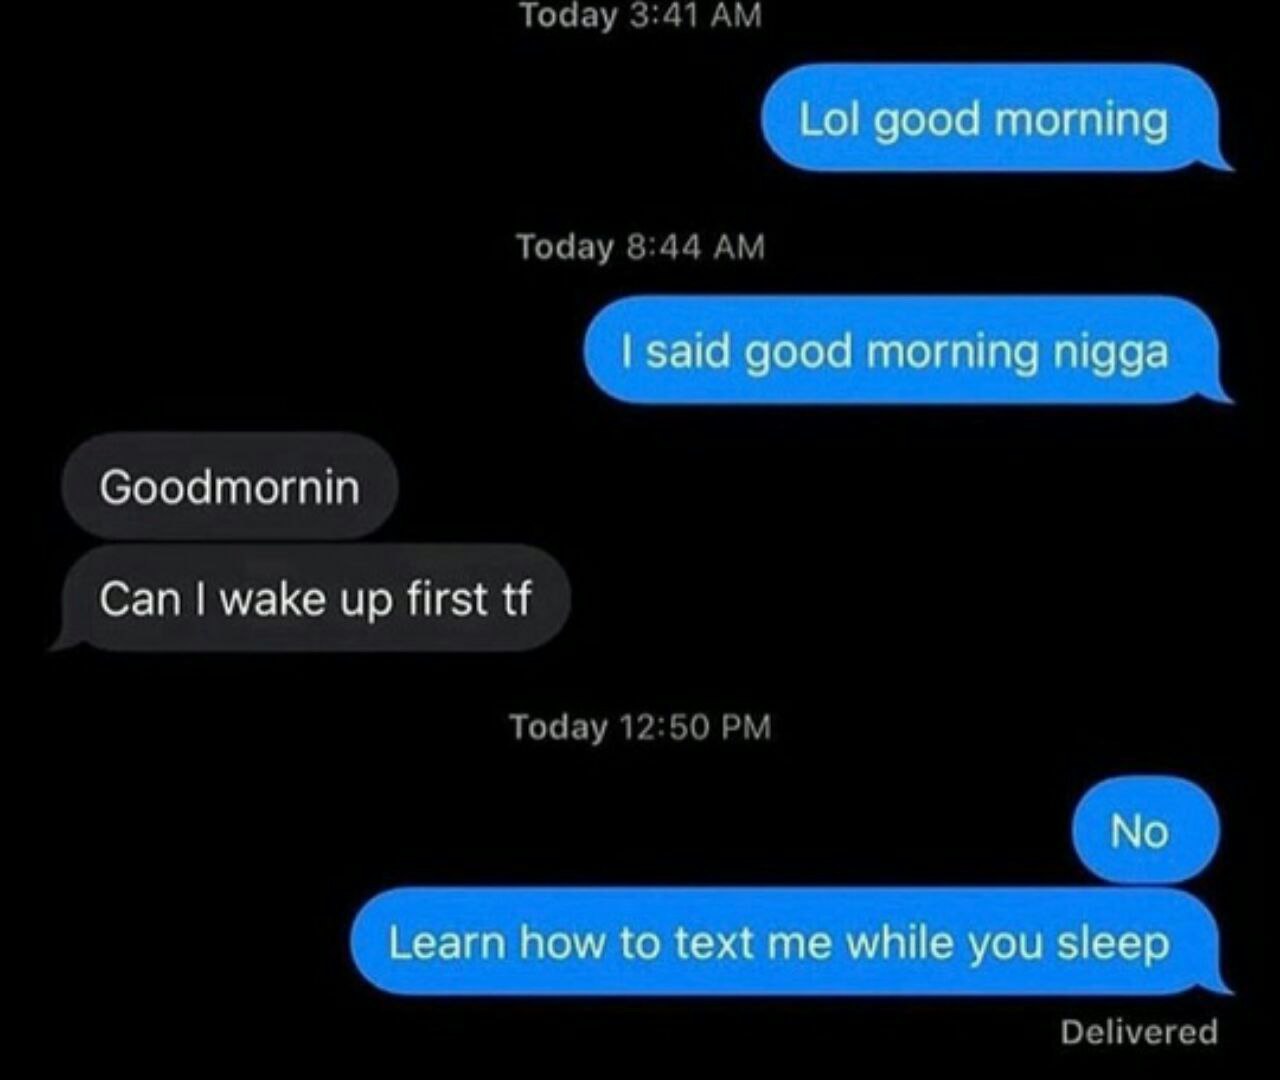 Today 3:41 AM
Lol good morning
Today 8:44 AM
I said good morning nigga
Goodmornin
Can I wake up first tf
Today 12:50 PM
No
Learn how to text me while you sleep
Delivered